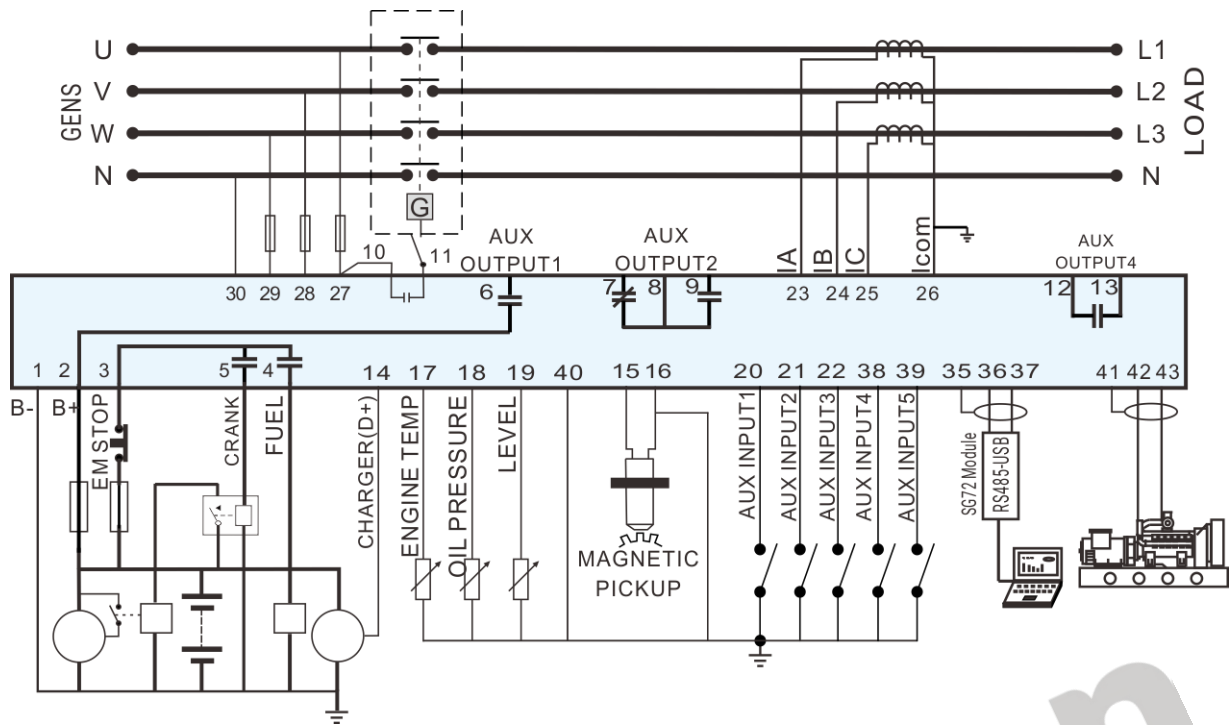 U
V
W
N
GENS
L1
L2
L3
N
LOAD
G
10
11
AUX
OUTPUT1
AUX
OUTPUT2
IA
IB
IC
Icom
AUX
OUTPUT4
30
29
28
27
6
7
8
9
23
24
25
26
12
13
1
2
3
5
4
14
17
18
19
40
15
16
20
21
22
38
39
35
36
37
41
42
43
B-
B+
EM STOP
CRANK
FUEL
CHARGER(D+)
ENGINE TEMP
OIL PRESSURE
LEVEL
MAGNETIC
PICKUP
AUX INPUT1
AUX INPUT2
AUX INPUT3
AUX INPUT4
AUX INPUT5
SG72 Module
RS485-USB